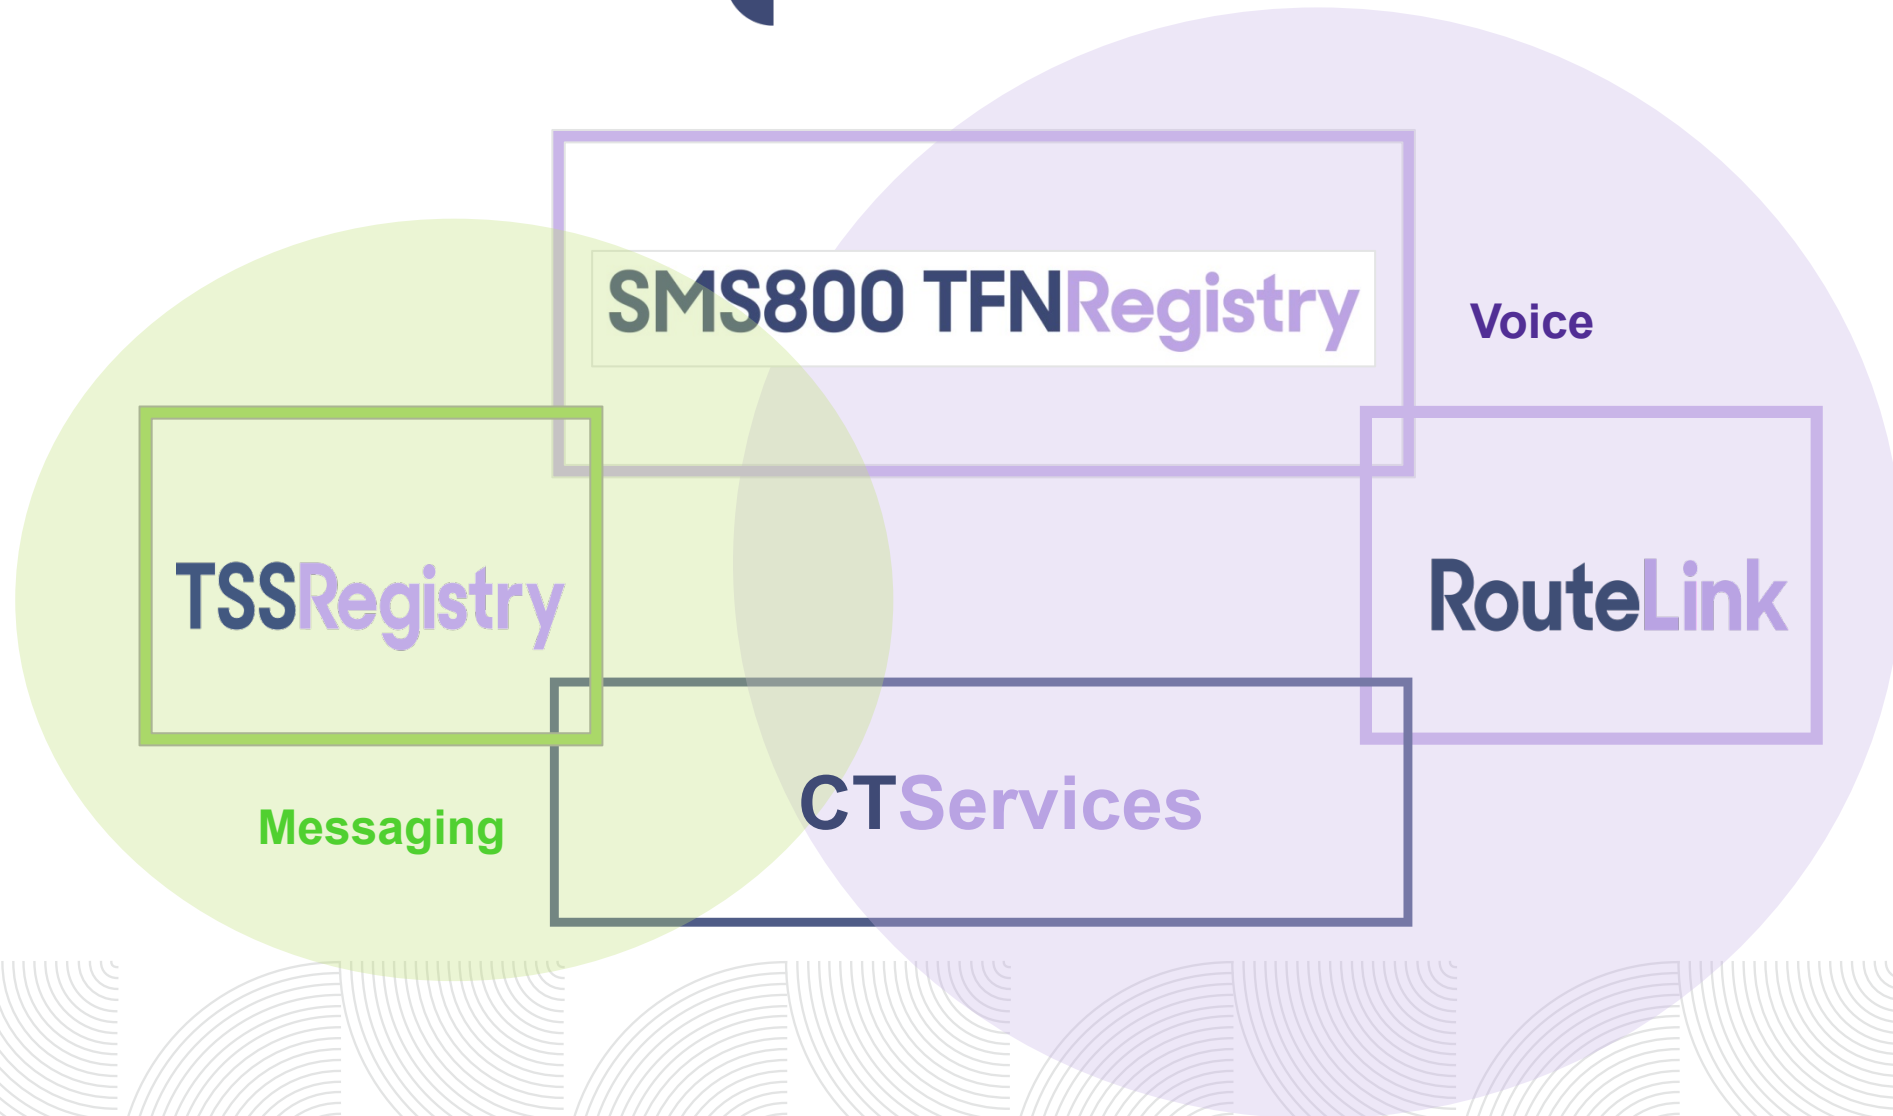 SMS800 TFNRegistry
Voice
TSSRegistry
RouteLink
CTServices
Messaging